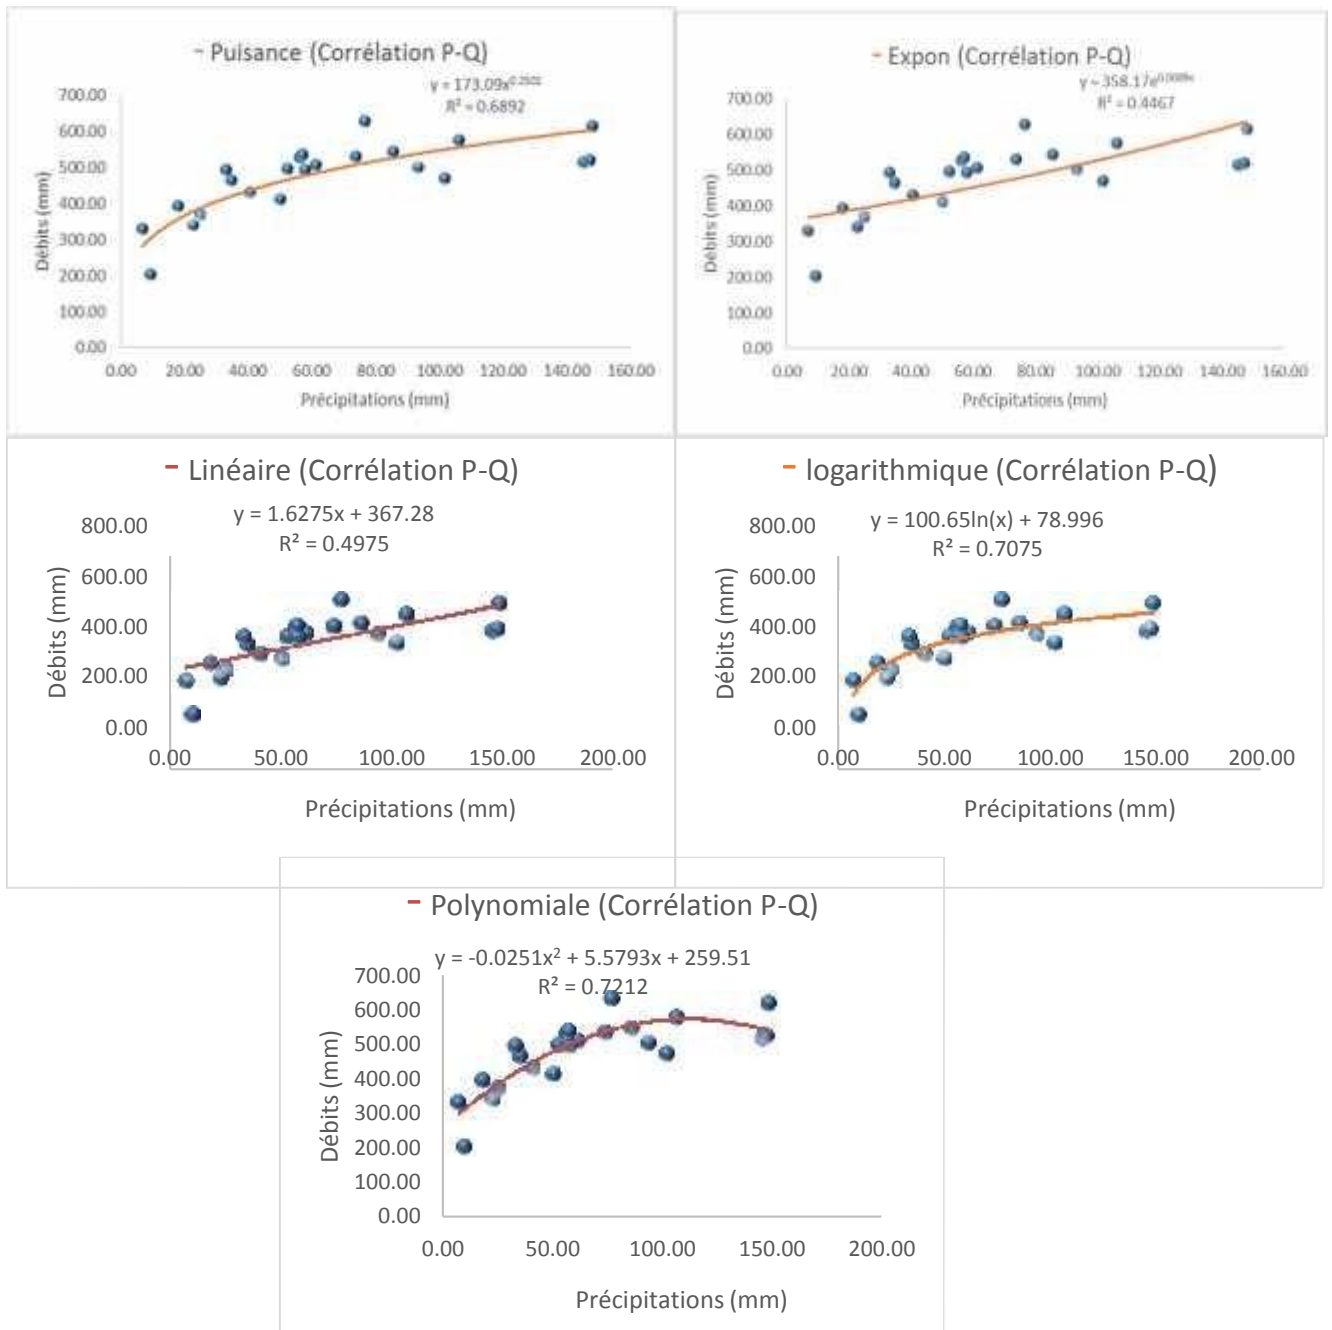 - Puisance (Corrélation P-Q)
R² = 0.6892
700.00
600.00
500.00
400.00
300.00
200.00
100.00
0.00
Débits (mm)
0.00 20.00 40.00 60.00 80.00 100.00 120.00 140.00 160.00
Précipitations (mm)
- Expon (Corrélation P-Q)
R² = 0.4467
700.00
600.00
500.00
400.00
300.00
200.00
100.00
0.00
Débits (mm)
0.00 20.00 40.00 60.00 80.00 100.00 120.00 140.00 160.00
Précipitations (mm)
- Linéaire (Corrélation P-Q)
y = 1.6275x + 367.28
R² = 0.4975
800.00
600.00
400.00
200.00
0.00
Débits (mm)
0.00 50.00 100.00 150.00 200.00
Précipitations (mm)
- logarithmique (Corrélation P-Q)
y = 100.65ln(x) + 78.996
R² = 0.7075
800.00
600.00
400.00
200.00
0.00
Débits (mm)
0.00 50.00 100.00 150.00 200.00
Précipitations (mm)
- Polynomiale (Corrélation P-Q)
y = -0.0251x² + 5.5793x + 259.51
R² = 0.7212
700.00
600.00
500.00
400.00
300.00
200.00
100.00
0.00
Débits (mm)
0.00 50.00 100.00 150.00 200.00
Précipitations (mm)